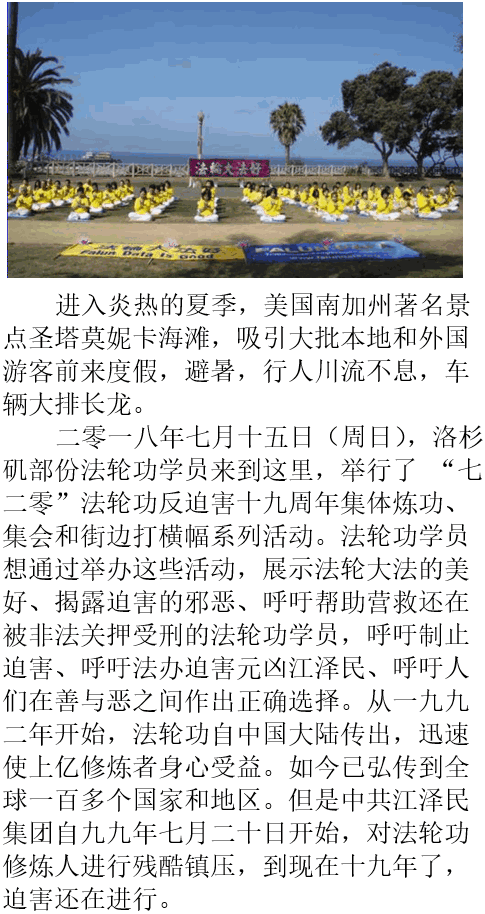 法轮大法好
法轮大法好
Falun Dafa is Good
FALUN DAFA
进入炎热的夏季，美国南加州著名景
点圣塔莫妮卡海滩，吸引大批本地和外国
游客前来度假，避暑，行人川流不息，车
辆大排长龙。
二零一八年七月十五日（周日），洛杉
矶部份法轮功学员来到这里，举行了 “七
二零”法轮功反迫害十九周年集体炼功、
集会和街边打横幅系列活动。法轮功学员
想通过举办这些活动，展示法轮大法的美
好、揭露迫害的邪恶、呼吁帮助营救还在
被非法关押受刑的法轮功学员，呼吁制止
迫害、呼吁法办迫害元凶江泽民、呼吁人
们在善与恶之间作出正确选择。从一九九
二年开始，法轮功自中国大陆传出，迅速
使上亿修炼者身心受益。如今已弘传到全
球一百多个国家和地区。但是中共江泽民
集团自九九年七月二十日开始，对法轮功
修炼人进行残酷镇压，到现在十九年了，
迫害还在进行。